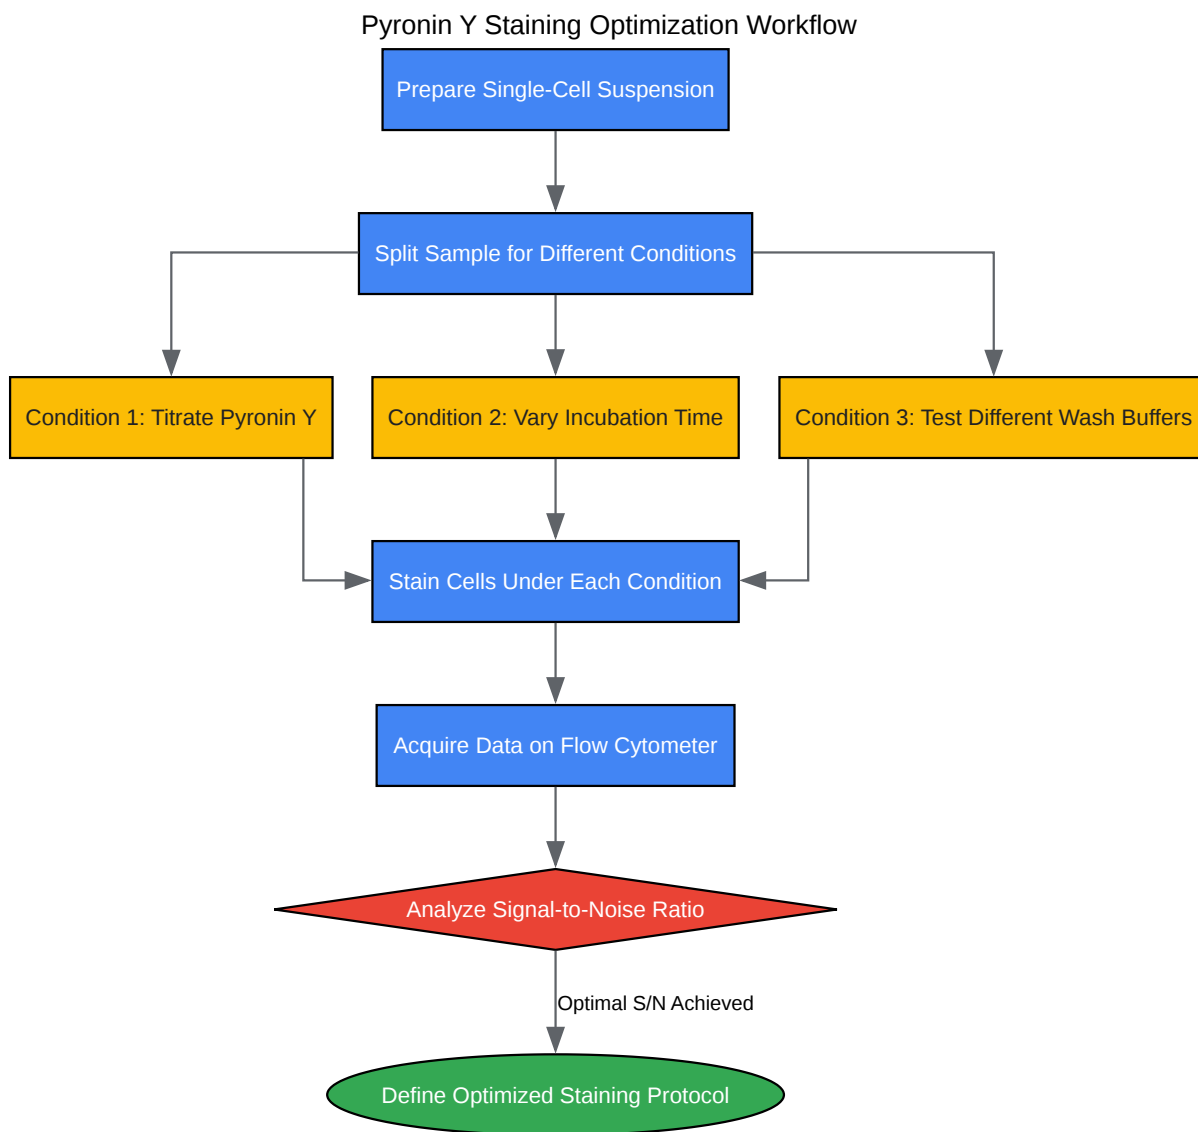 Pyronin Y Staining Optimization Workflow
Prepare Single-Cell Suspension
Split Sample for Different Conditions
Condition 1: Titrate Pyronin Y
Condition 2: Vary Incubation Time
Condition 3: Test Different Wash Buffers
Stain Cells Under Each Condition
Acquire Data on Flow Cytometer
Analyze Signal-to-Noise Ratio
Optimal S/N Achieved
Define Optimized Staining Protocol